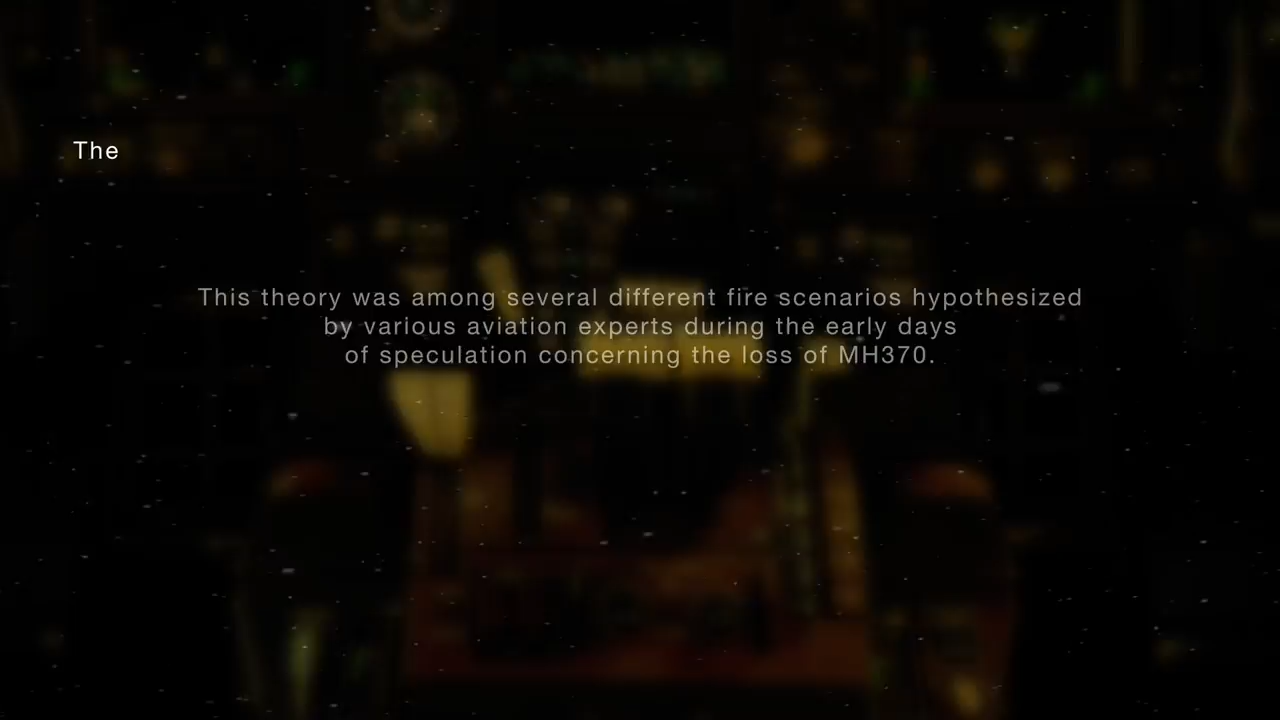 The
This theory was among several different fire scenarios hypothesized
by various aviation experts during the early days
of speculation concerning the loss of MH370.